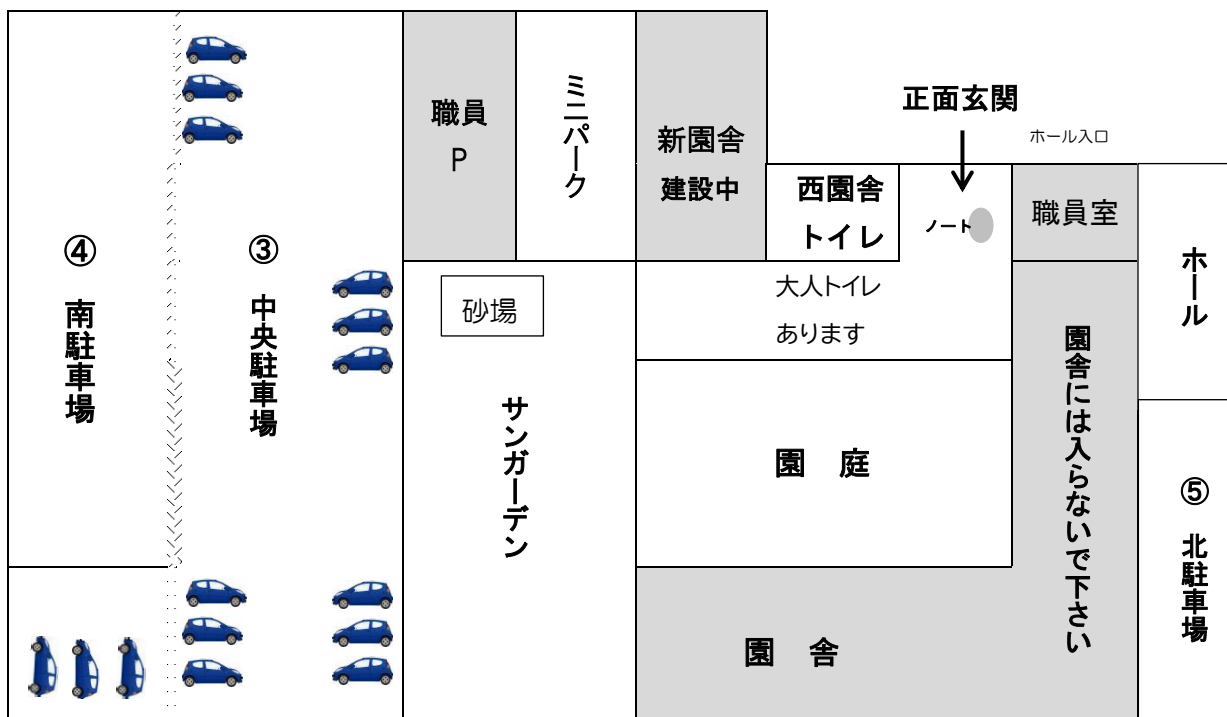 ④
南駐車場
③
中央駐車場
職員
P
ミニパーク
新園舎
建設中
正面玄関
ホール入口
西園舎
トイレ
ノート
職員室
ホール
砂場
大人トイレ
あります
サンガーデン
園　庭
園舎には入らないで下さい
⑤
北駐車場
園　舎